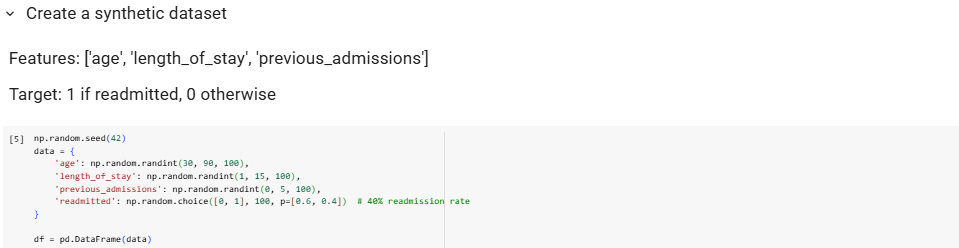 Create a synthetic dataset
Features: ['age', 'length_of_stay', 'previous_admissions']
Target: 1 if readmitted, 0 otherwise
[5] np.random.seed(42)
data = {
    'age': np.random.randint(30, 90, 100),
    'length_of_stay': np.random.randint(1, 15, 100),
    'previous_admissions': np.random.randint(0, 5, 100),
    'readmitted': np.random.choice([0, 1], 100, p=[0.6, 0.4])  # 40% readmission rate
}
df = pd.DataFrame(data)